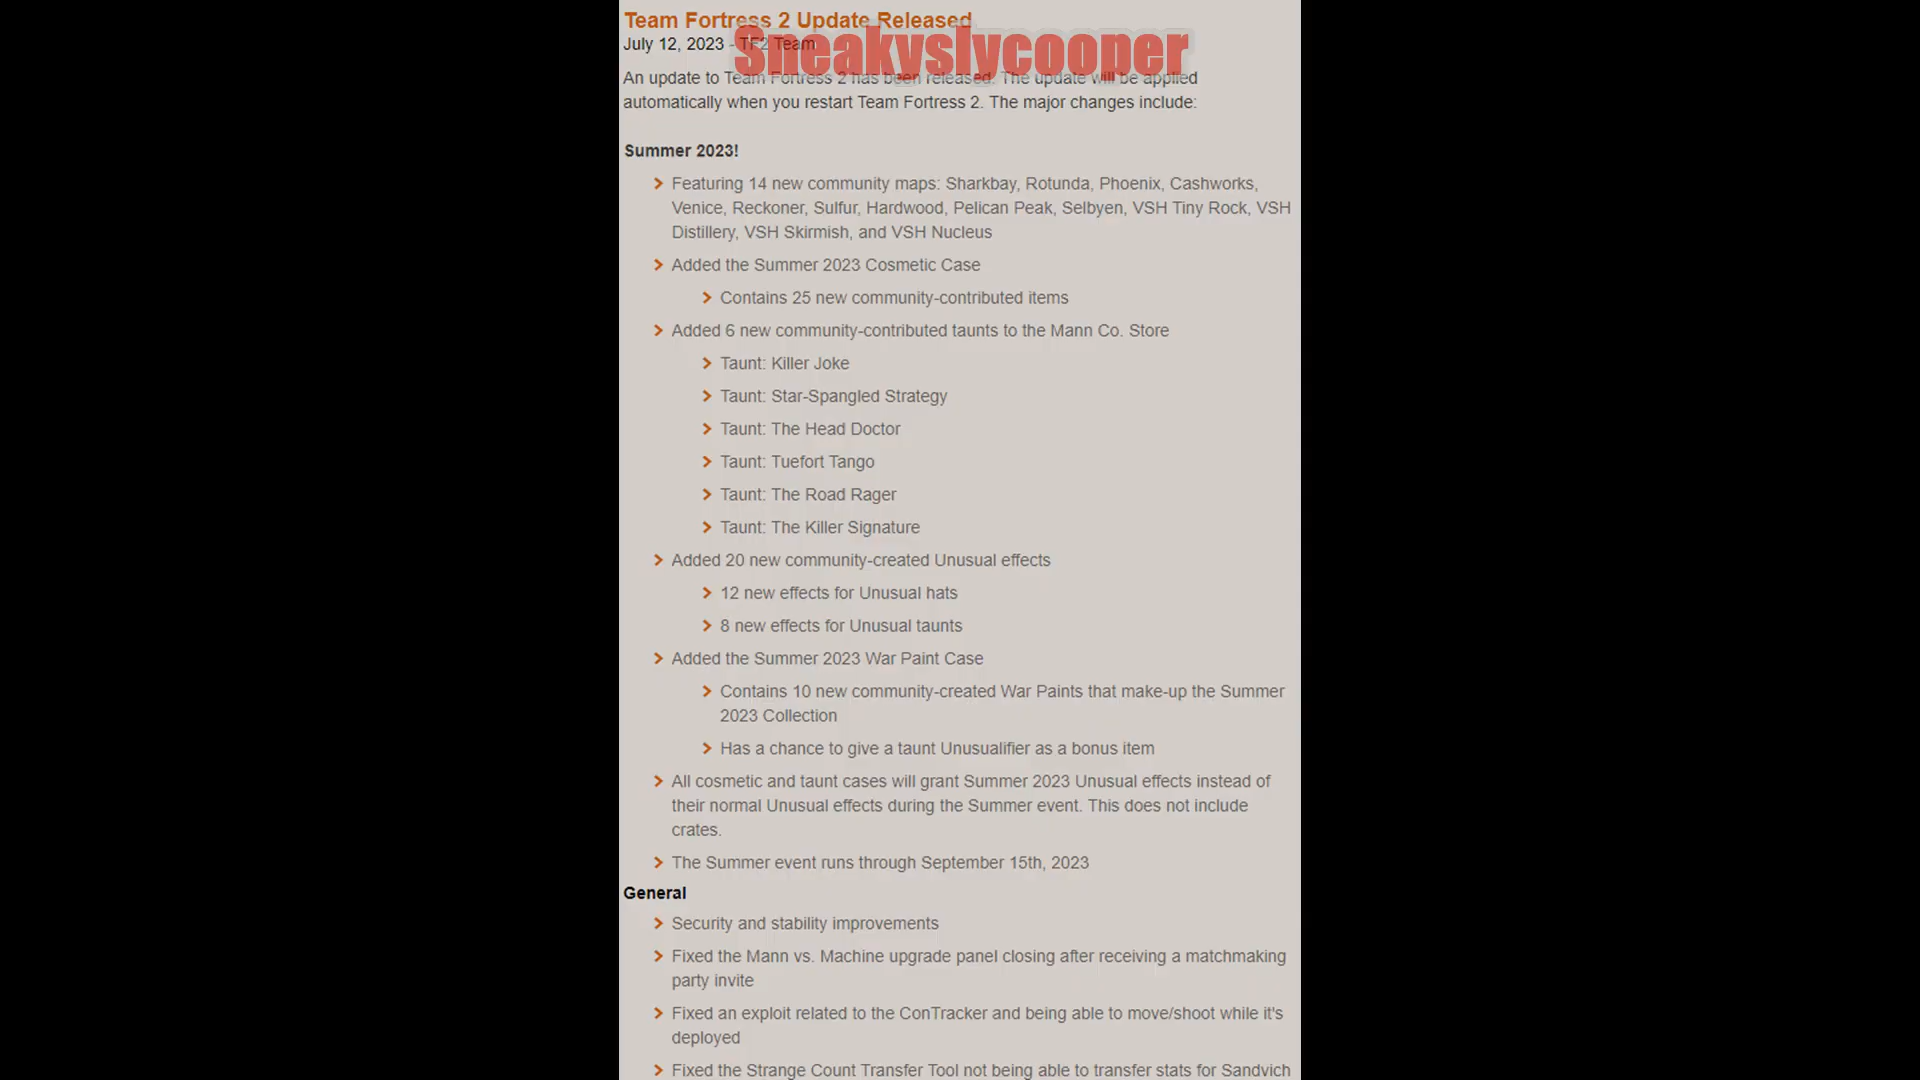 Team Fortress 2 Update Released
Sneakyslycooper
July 12, 2023 - TF2 Team
An update to Team Fortress 2 has been released. The update will be applied
automatically when you restart Team Fortress 2. The major changes include:
Summer 2023!
Featuring 14 new community maps: Sharkbay, Rotunda, Phoenix, Cashworks,
Venice, Reckoner, Sulfur, Hardwood, Pelican Peak, Selbyen, VSH Tiny Rock, VSH
Distillery, VSH Skirmish, and VSH Nucleus
Added the Summer 2023 Cosmetic Case
Contains 25 new community-contributed items
Added 6 new community-contributed taunts to the Mann Co. Store
Taunt: Killer Joke
Taunt: Star-Spangled Strategy
Taunt: The Head Doctor
Taunt: Tuefort Tango
Taunt: The Road Rager
Taunt: The Killer Signature
Added 20 new community-created Unusual effects
12 new effects for Unusual hats
8 new effects for Unusual taunts
Added the Summer 2023 War Paint Case
Contains 10 new community-created War Paints that make-up the Summer
2023 Collection
Has a chance to give a taunt Unusualifier as a bonus item
All cosmetic and taunt cases will grant Summer 2023 Unusual effects instead of
their normal Unusual effects during the Summer event. This does not include
crates.
The Summer event runs through September 15th, 2023
General
Security and stability improvements
Fixed the Mann vs. Machine upgrade panel closing after receiving a matchmaking
party invite
Fixed an exploit related to the ConTracker and being able to move/shoot while it's
deployed
Fixed the Strange Count Transfer Tool not being able to transfer stats for Sandvich